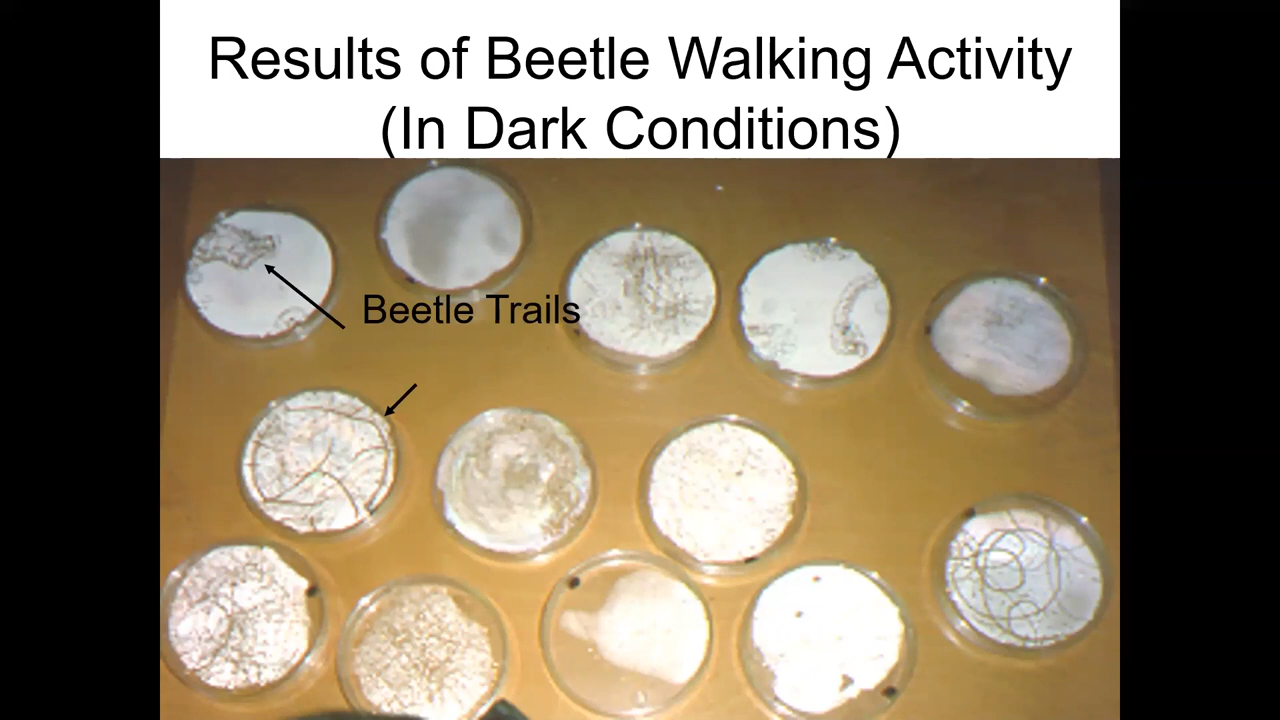 Results of Beetle Walking Activity
(In Dark Conditions)
Beetle Trails